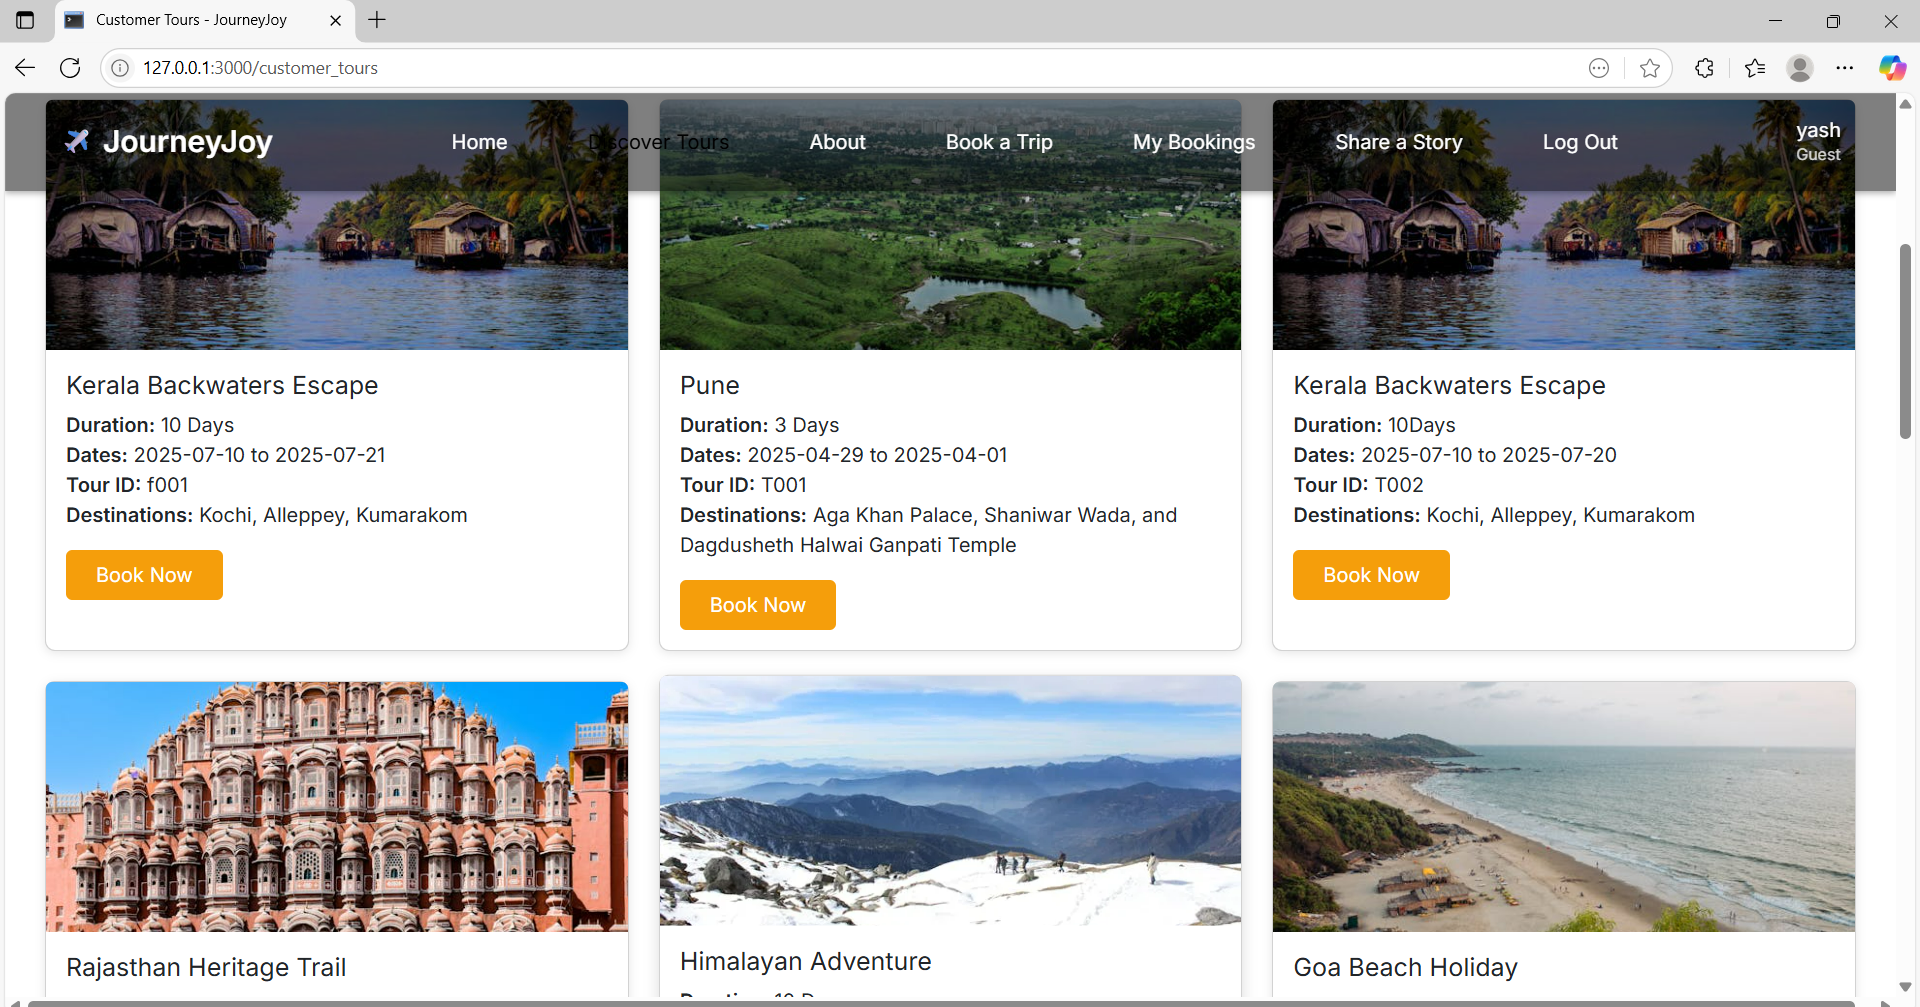 Customer Tours - JourneyJoy
127.0.0.1:3000/customer_tours
JourneyJoy
Home
Discover Tours
About
Book a Trip
My Bookings
Share a Story
Log Out
yash
Guest
Kerala Backwaters Escape
Duration: 10 Days
Dates: 2025-07-10 to 2025-07-21
Tour ID: f001
Destinations: Kochi, Alleppey, Kumarakom
Book Now
Pune
Duration: 3 Days
Dates: 2025-04-29 to 2025-04-01
Tour ID: T001
Destinations: Aga Khan Palace, Shaniwar Wada, and
Dagdusheth Halwai Ganpati Temple
Book Now
Kerala Backwaters Escape
Duration: 10Days
Dates: 2025-07-10 to 2025-07-20
Tour ID: T002
Destinations: Kochi, Alleppey, Kumarakom
Book Now
Rajasthan Heritage Trail
Himalayan Adventure
Goa Beach Holiday